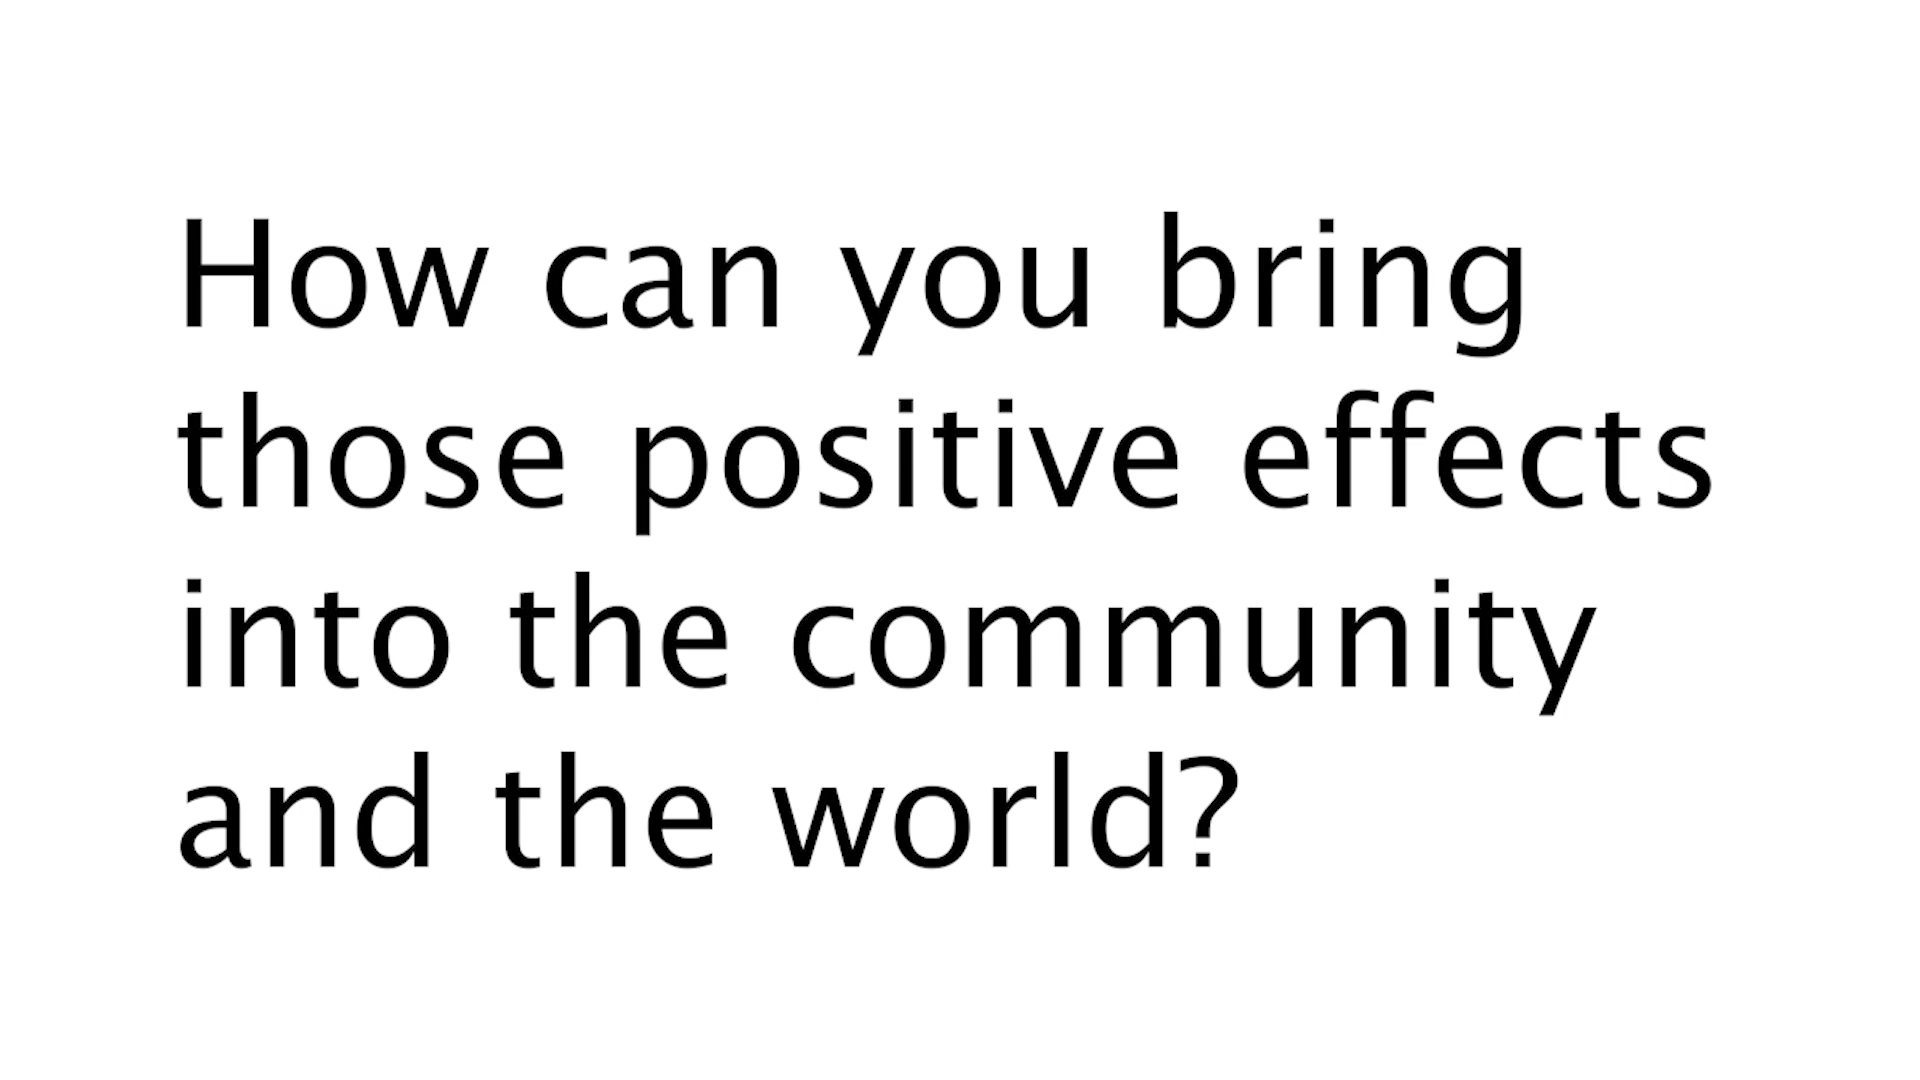 How can you bring
those positive effects
into the community
and the world?